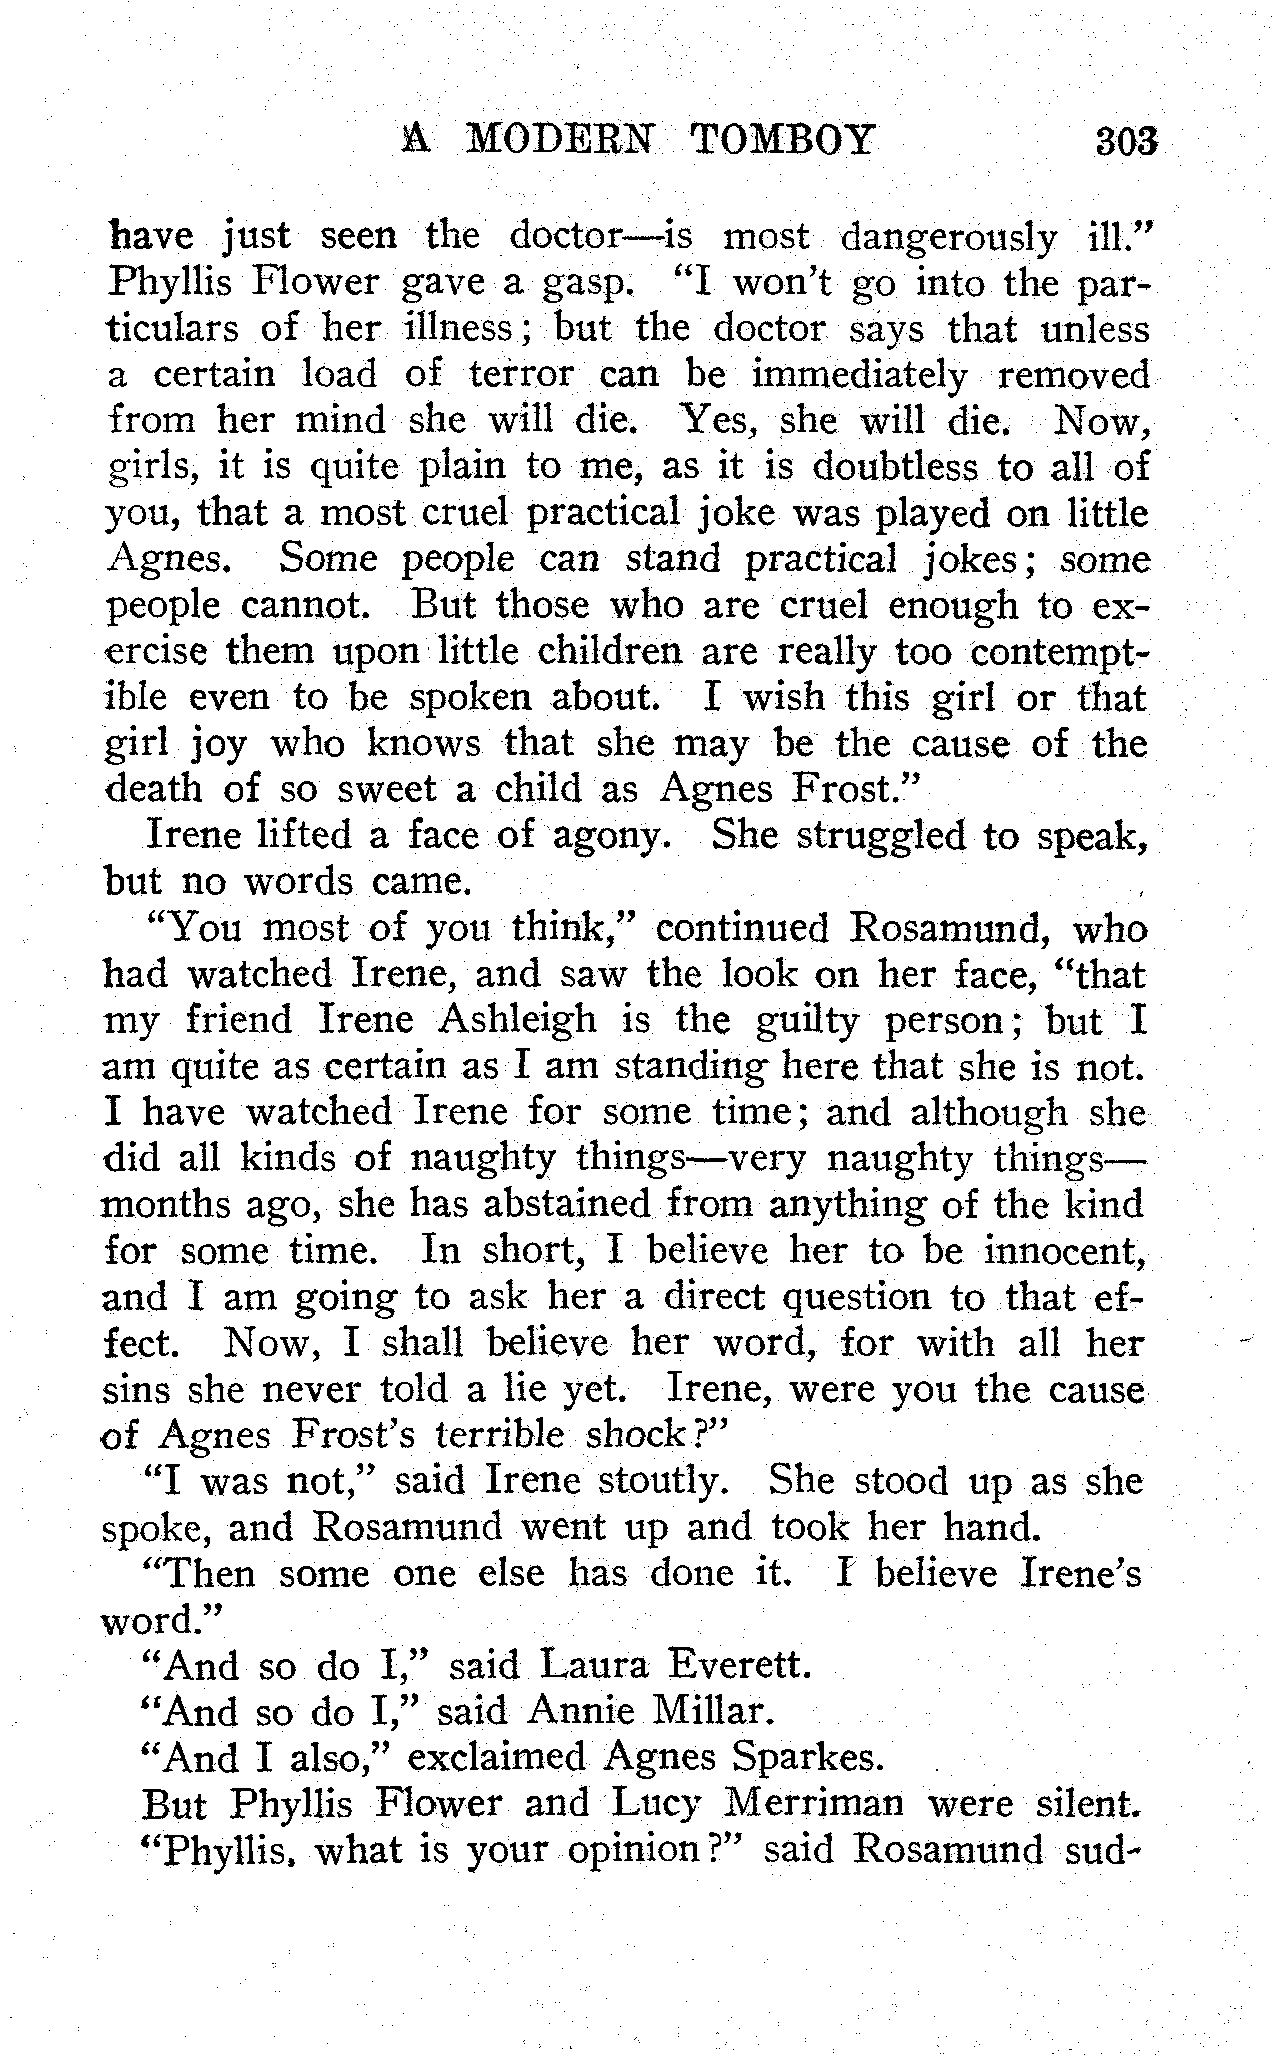 A MODERN TOMBOY 303
have just seen the doctor—is most dangerously ill.”
Phyllis Flower gave a gasp. “I won’t go into the par-
ticulars of her illness; but the doctor says that unless
a certain load of terror can be immediately removed
from her mind she will die. Yes, she will die. Now,
girls, it is quite plain to me, as it is doubtless to all of
you, that a most cruel practical joke was played on little
Agnes. Some people can stand practical jokes; some
people cannot. But those who are cruel enough to ex-
ercise them upon little children are really too contempt-
ible even to be spoken about. I wish this girl or that
girl joy who knows that she may be the cause of the
death of so sweet a child as Agnes Frost.”
Irene lifted a face of agony. She struggled to speak,
but no words came.
“You most of you think,” continued Rosamund, who
had watched Irene, and saw the look on her face, “that
my friend Irene Ashleigh is the guilty person; but I
am quite as certain as I am standing here that she is not.
I have watched Irene for some time; and although she
did all kinds of naughty things—very naughty things—
months ago, she has abstained from anything of the kind
for some time. In short, I believe her to be innocent,
and I am going to ask her a direct question to that ef-
fect. Now, I shall believe her word, for with all her
sins she never told a lie yet. Irene, were you the cause
of Agnes Frost’s terrible shock?”
“I was not,” said Irene stoutly. She stood up as she
spoke, and Rosamund went up and took her hand.
“Then some one else has done it. I believe Irene’s
word.”
“And so do I,” said Laura Everett.
“And so do I,” said Annie Millar.
“And I also,” exclaimed Agnes Sparkes.
But Phyllis Flower and Lucy Merriman were silent.
“Phyllis, what is your opinion?” said Rosamund sud-